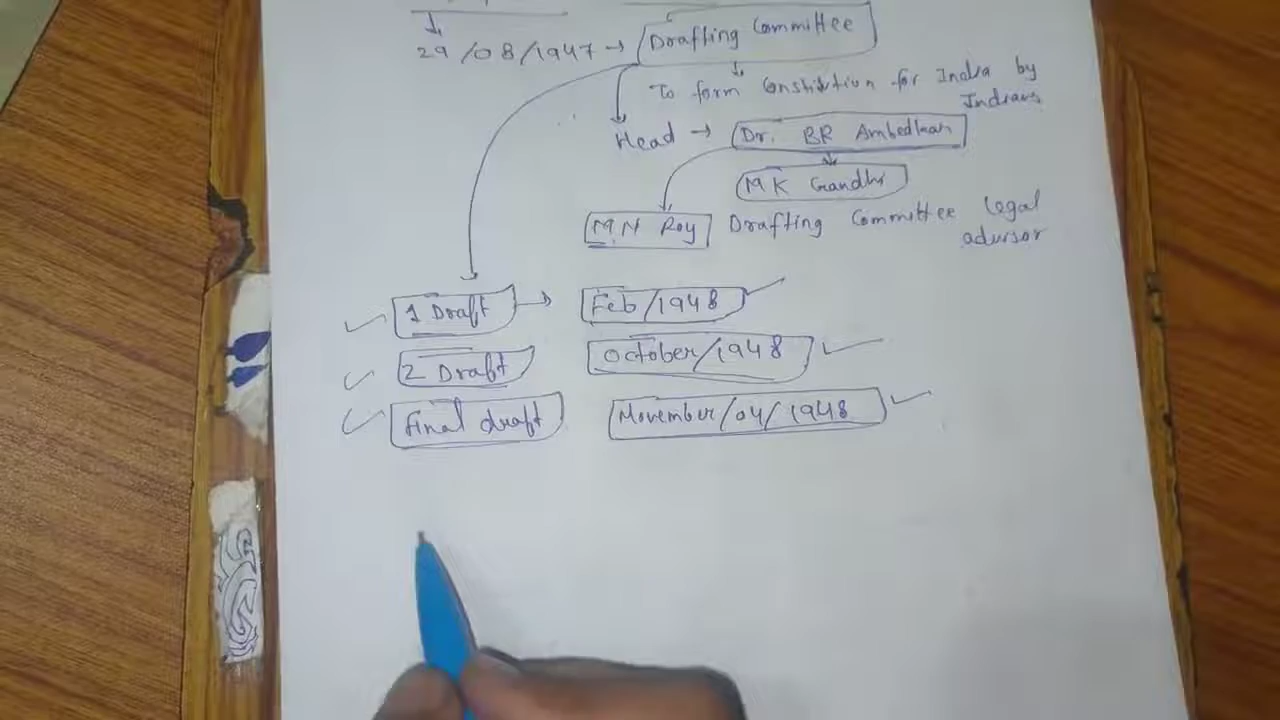 29/08/1947 → Drafting Committee
To form Constitution for India by
Indians
Head → Dr. BR Ambedkar
MK Gandhi
M.N Roy Drafting Committee legal
advisor
1 Draft → Feb/1948
2 Draft October/1948
Final draft November/04/1948